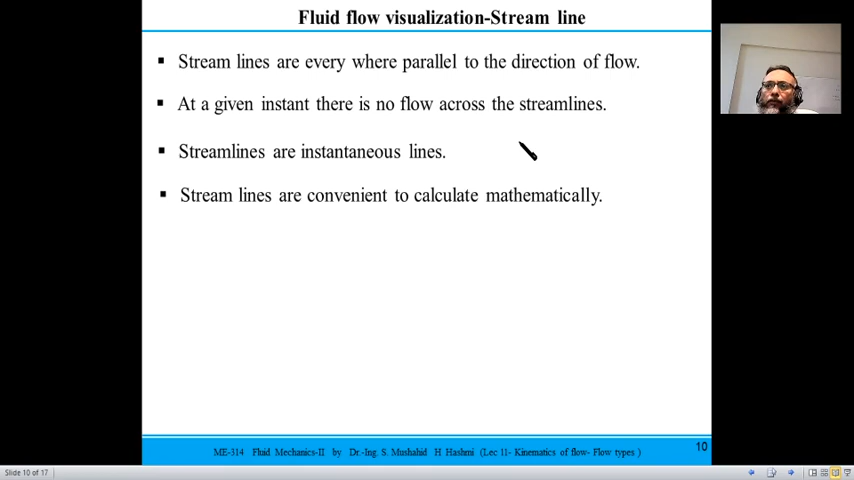 Fluid flow visualization-Stream line
▪ Stream lines are every where parallel to the direction of flow.
▪ At a given instant there is no flow across the streamlines.
▪ Streamlines are instantaneous lines.
▪ Stream lines are convenient to calculate mathematically.
ME-314 Fluid Mechanics-II by Dr.-Ing. S. Mushahid H Hashmi (Lec 11- Kinematics of flow- Flow types )
10
Slide 10 of 17